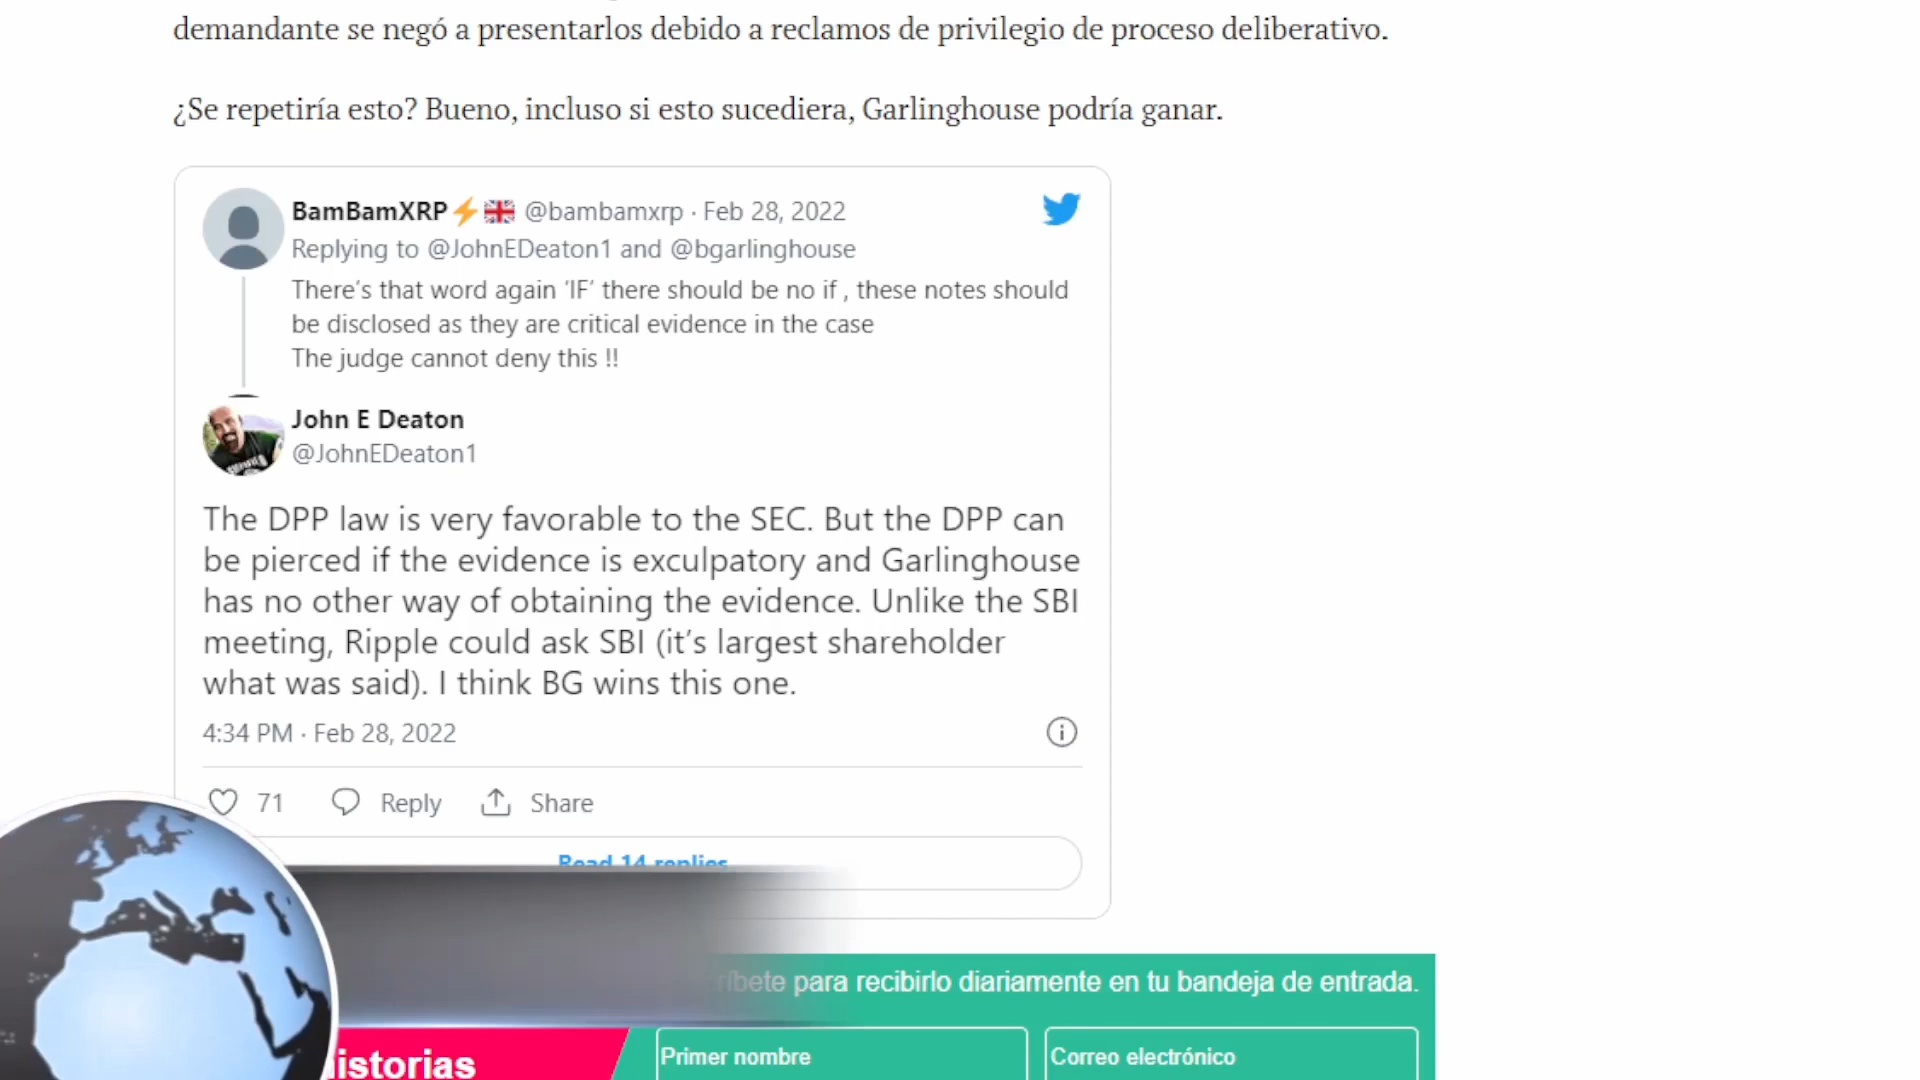 demandante se negó a presentarlos debido a reclamos de privilegio de proceso deliberativo.
¿Se repetiría esto? Bueno, incluso si esto sucediera, Garlinghouse podría ganar.
BamBamXRP⚡🇬🇧 @bambamxrp · Feb 28, 2022
Replying to @JohnEDeaton1 and @bgarlinghouse
There’s that word again ‘IF’ there should be no if , these notes should
be disclosed as they are critical evidence in the case
The judge cannot deny this !!
John E Deaton
@JohnEDeaton1
The DPP law is very favorable to the SEC. But the DPP can
be pierced if the evidence is exculpatory and Garlinghouse
has no other way of obtaining the evidence. Unlike the SBI
meeting, Ripple could ask SBI (it’s largest shareholder
what was said). I think BG wins this one.
4:34 PM · Feb 28, 2022
71 Reply Share
Read 14 replies
para recibirlo diariamente en tu bandeja de entrada.
Primer nombre
Correo electrónico